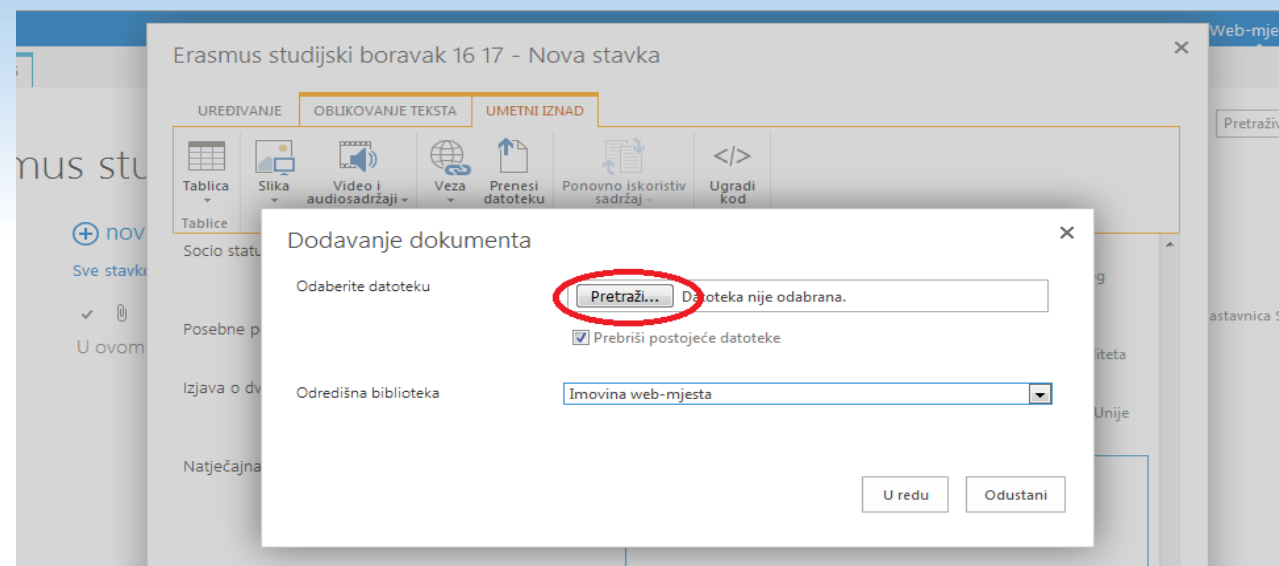 Web-mje
Erasmus studijski boravak 16 17 - Nova stavka
UREĐIVANJE OBLIKOVANJE TEKSTA UMETNI IZNAD
Pretraživ
mus stu
Tablica Slika Video i audiosadržaji Veza Prenesi datoteku Ponovno iskoristiv sadržaj Ugradi kod
Tablice
nov
Dodavanje dokumenta
Socio statu
Sve stavke
Odaberite datoteku Pretraži... Datoteka nije odabrana.
Posebne p
Prebriši postojeće datoteke
astavnica S
U ovom
iteta
Izjava o dv
Odredišna biblioteka Imovina web-mjesta
Unije
Natječajna
U redu Odustani